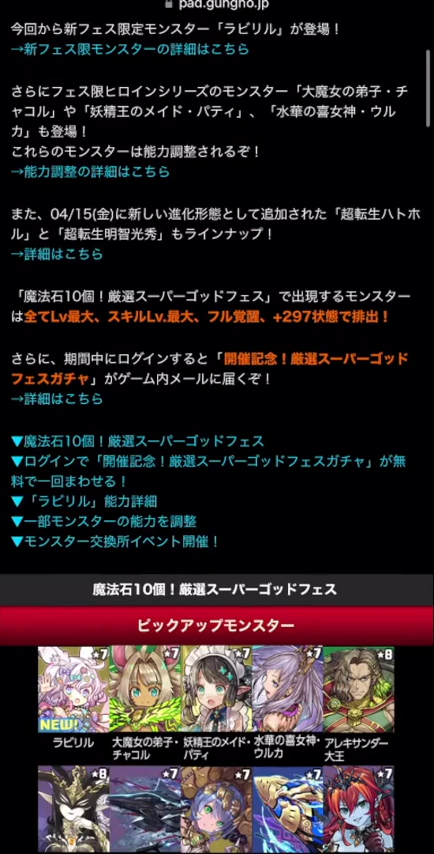 pad.gungho.jp
今回から新フェス限定モンスター「ラビリル」が登場！
→新フェス限モンスターの詳細はこちら
さらにフェス限ヒロインシリーズのモンスター「大魔女の弟子・チ
ャコル」や「妖精王のメイド・パティ」、「水華の喜女神・ウル
カ」も登場！
これらのモンスターは能力調整されるぞ！
→能力調整の詳細はこちら
また、04/15(金)に新しい進化形態として追加された「超転生ハトホ
ル」と「超転生明智光秀」もラインナップ！
→詳細はこちら
「魔法石10個！厳選スーパーゴッドフェス」で出現するモンスター
は全てLv最大、スキルLv.最大、フル覚醒、+297状態で排出！
さらに、期間中にログインすると「開催記念！厳選スーパーゴッド
フェスガチャ」がゲーム内メールに届くぞ！
→詳細はこちら
▼魔法石10個！厳選スーパーゴッドフェス
▼ログインで「開催記念！厳選スーパーゴッドフェスガチャ」が無
料で一回まわせる！
▼「ラビリル」能力詳細
▼一部モンスターの能力を調整
▼モンスター交換所イベント開催！
魔法石10個！厳選スーパーゴッドフェス
ピックアップモンスター
★7 ★7 ★7 ★7 ★8
NEW!
ラビリル 大魔女の弟子・ 妖精王のメイド・ 水華の喜女神・ アレキサンダー
チャコル パティ ウルカ 大王
★8 ★7 ★7 ★7 ★7